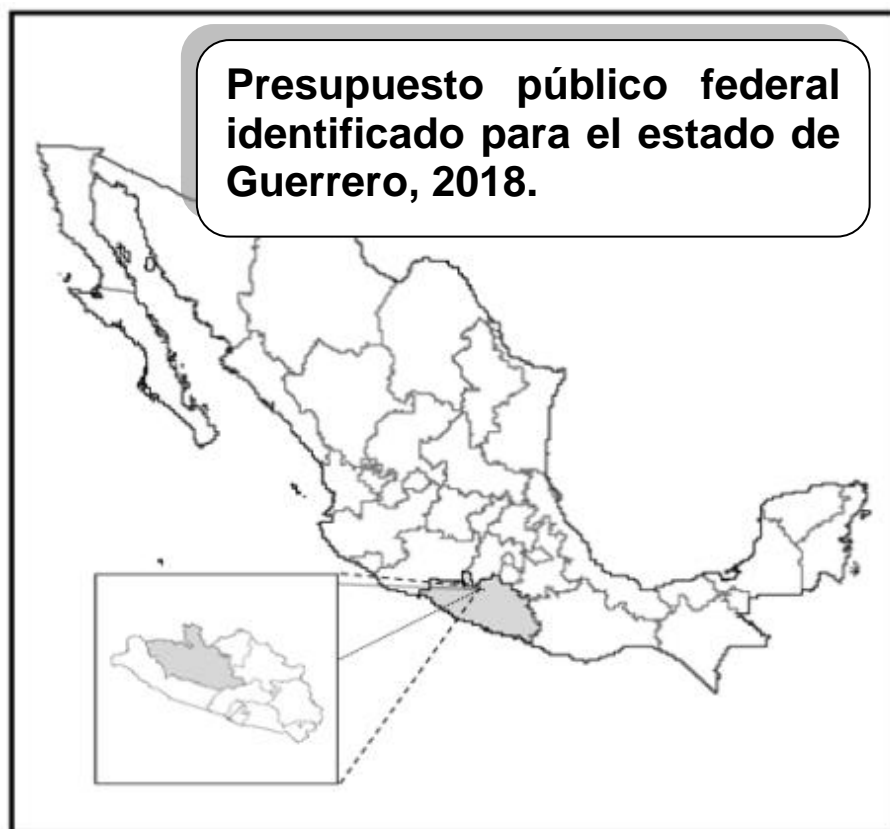 Presupuesto público federal
identificado para el estado de
Guerrero, 2018.